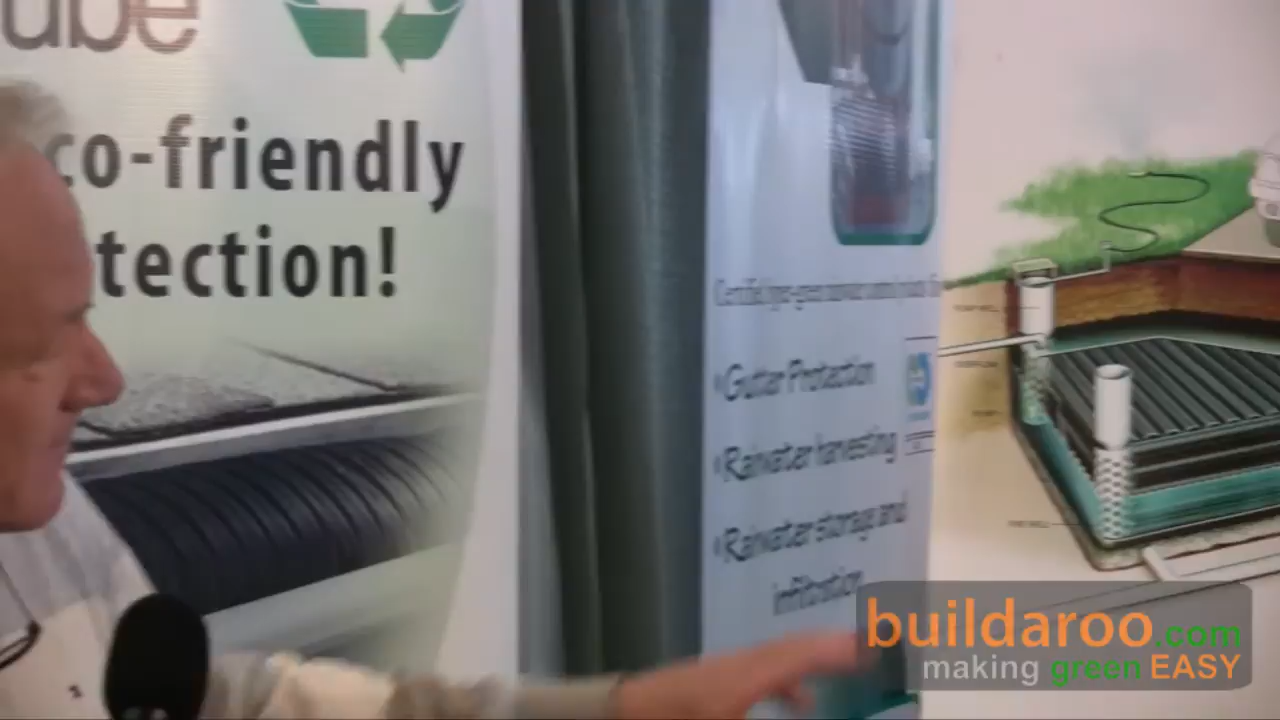 ube
co-friendly
tection!
•Gutter Protection
•Rainwater harvesting
•Rainwater storage and
infiltration
buildaroo.com
making green EASY